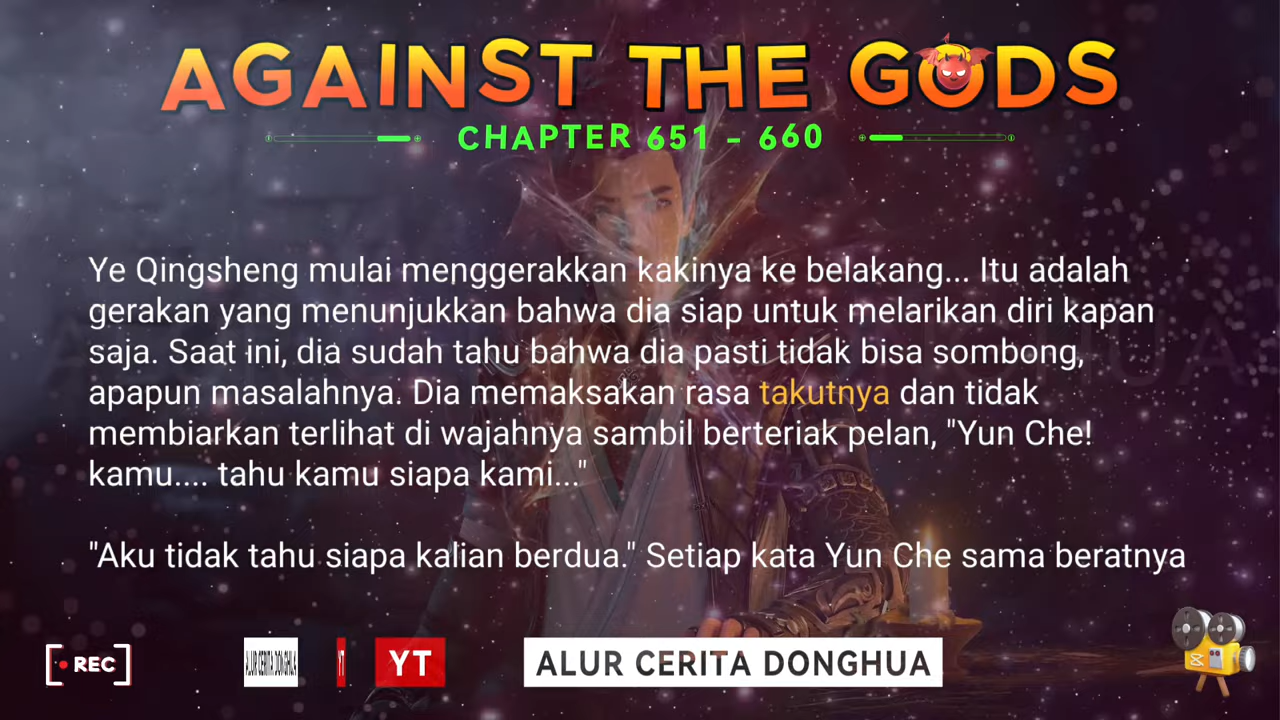 AGAINST THE GODS
CHAPTER 651 - 660
Ye Qingsheng mulai menggerakkan kakinya ke belakang... Itu adalah
gerakan yang menunjukkan bahwa dia siap untuk melarikan diri kapan
saja. Saat ini, dia sudah tahu bahwa dia pasti tidak bisa sombong,
apapun masalahnya. Dia memaksakan rasa takutnya dan tidak
membiarkan terlihat di wajahnya sambil berteriak pelan, "Yun Che!
kamu.... tahu kamu siapa kami..."
"Aku tidak tahu siapa kalian berdua." Setiap kata Yun Che sama beratnya
REC
ALUR CERITA DONGHUA
YT
YT
ALUR CERITA DONGHUA